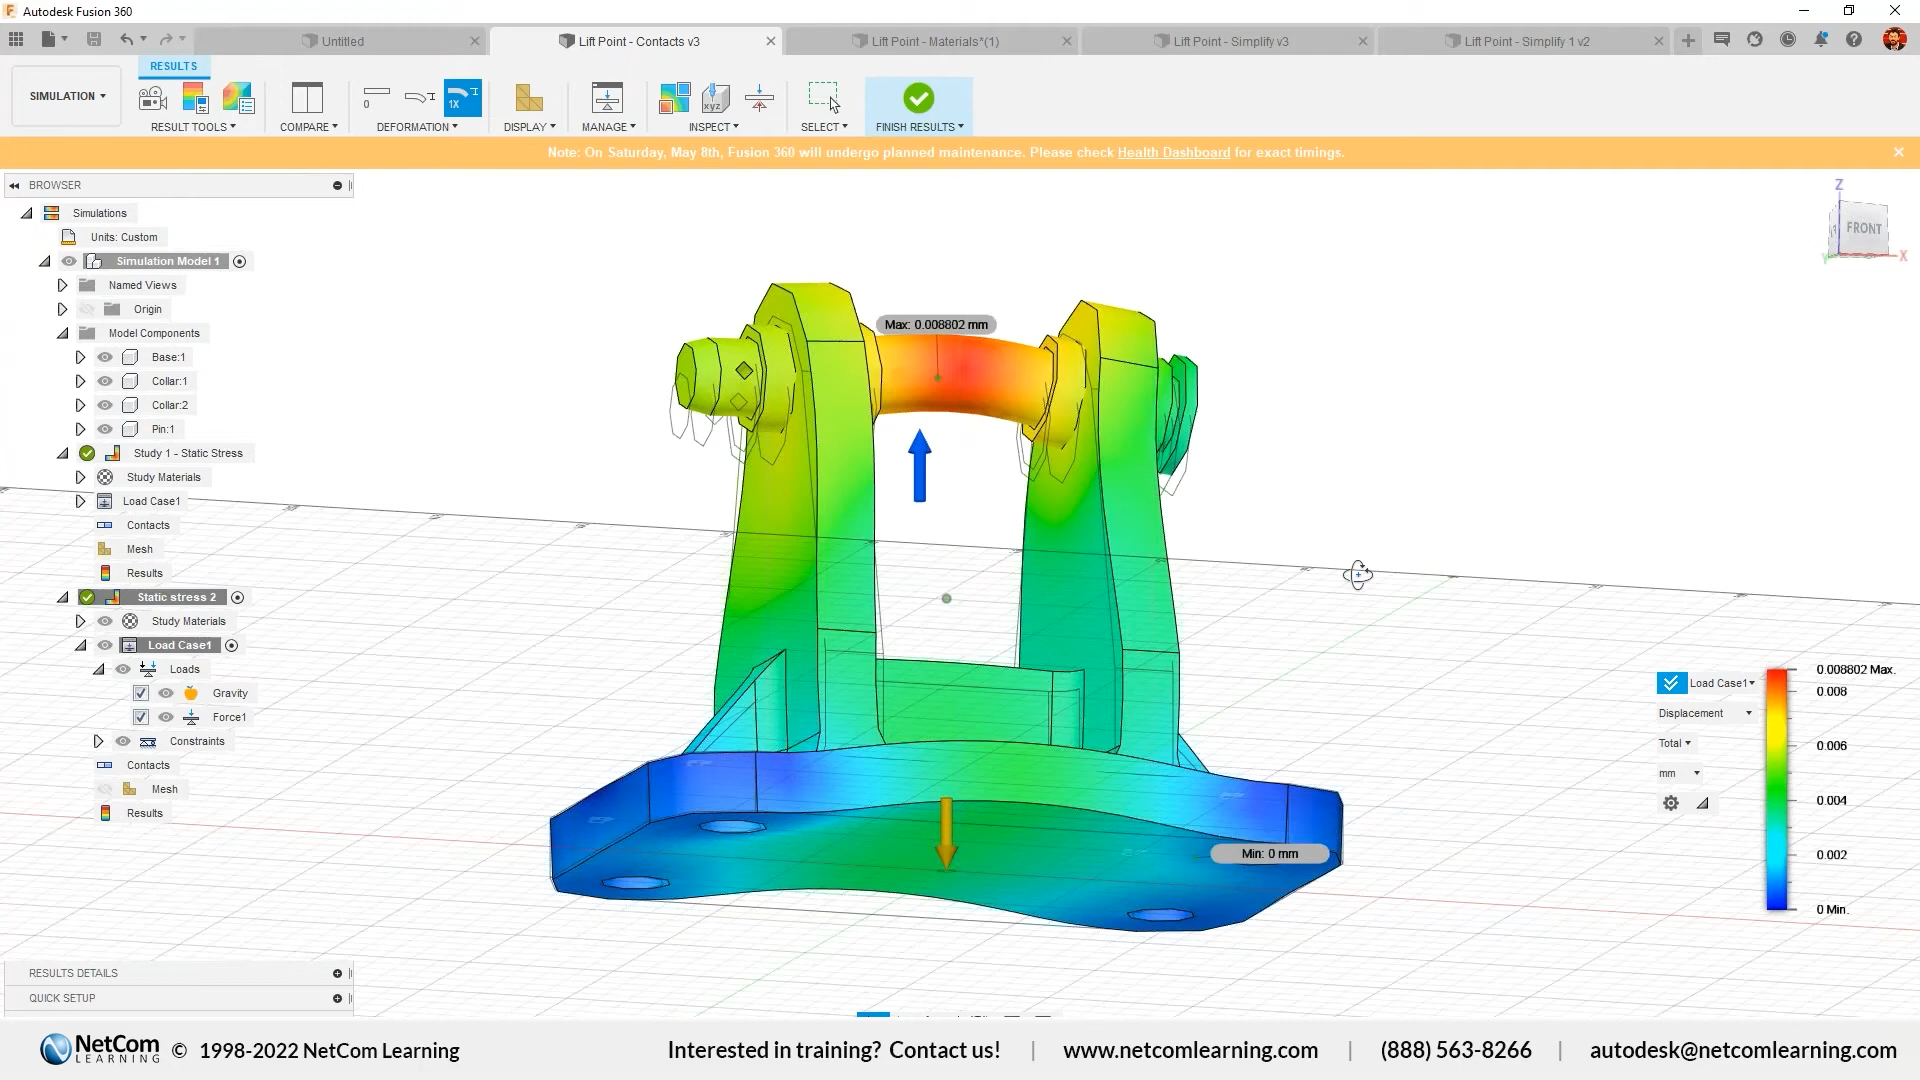 Autodesk Fusion 360
Untitled
Lift Point - Contacts v3
Lift Point - Materials*(1)
Lift Point - Simplify v3
Lift Point - Simplify 1 v2
RESULTS
SIMULATION
RESULT TOOLS
COMPARE
DEFORMATION
DISPLAY
MANAGE
INSPECT
SELECT
FINISH RESULTS
0
1X
xyz
Note: On Saturday, May 8th, Fusion 360 will undergo planned maintenance. Please check Health Dashboard for exact timings.
BROWSER
Simulations
Units: Custom
Simulation Model 1
Named Views
Origin
Model Components
Base:1
Collar:1
Collar:2
Pin:1
Study 1 - Static Stress
Study Materials
Load Case1
Contacts
Mesh
Results
Static stress 2
Study Materials
Load Case1
Loads
Gravity
Force1
Constraints
Contacts
Mesh
Results
RESULTS DETAILS
QUICK SETUP
Max: 0.008802 mm
Min: 0 mm
Z
FRONT
X
Y
Load Case1
Displacement
Total
mm
0.008802 Max.
0.008
0.006
0.004
0.002
0 Min.
NetCom
LEARNING
© 1998-2022 NetCom Learning
Interested in training? Contact us! | www.netcomlearning.com | (888) 563-8266 | autodesk@netcomlearning.com